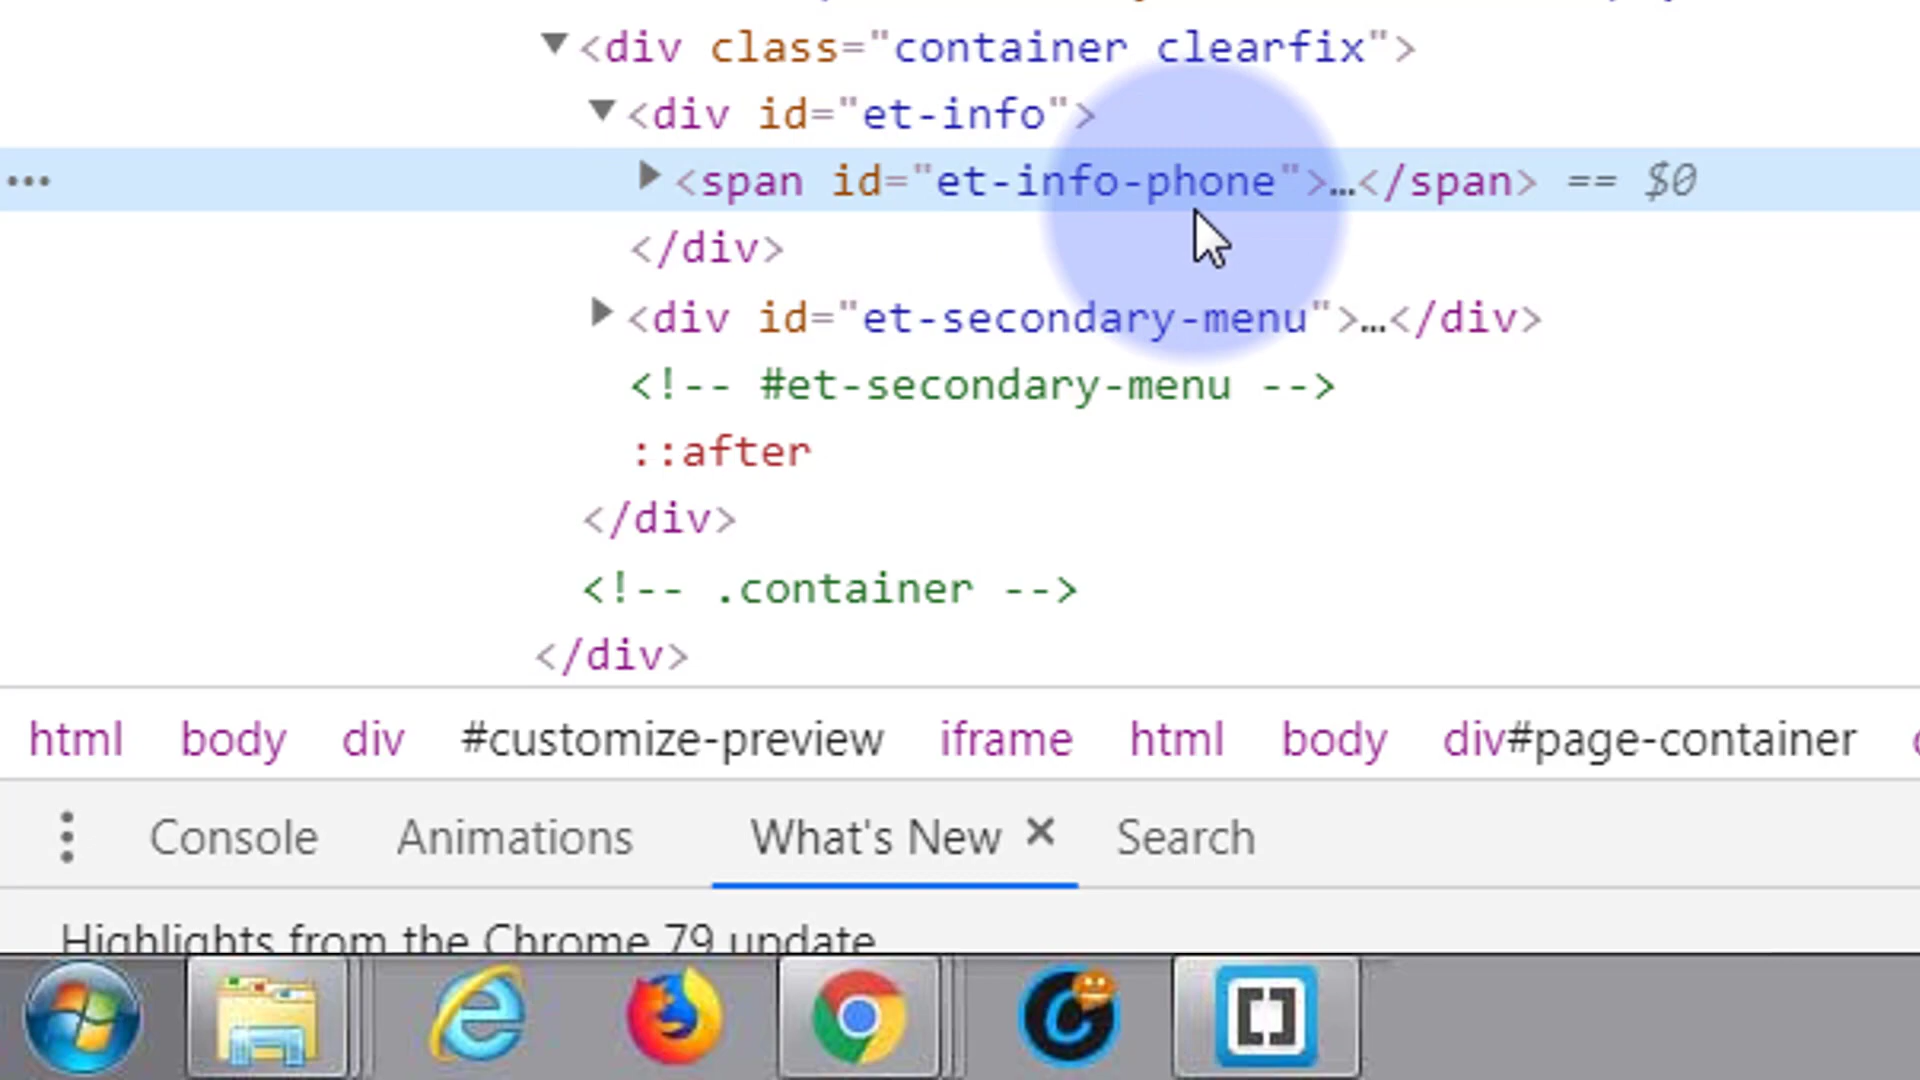 <div class="container clearfix">
<div id="et-info">
… <span id="et-info-phone">…</span> == $0
</div>
<div id="et-secondary-menu">…</div>
<!-- #et-secondary-menu -->
::after
</div>
<!-- .container -->
</div>
html body div #customize-preview iframe html body div#page-container
Console Animations What's New × Search
Highlights from the Chrome 79 update